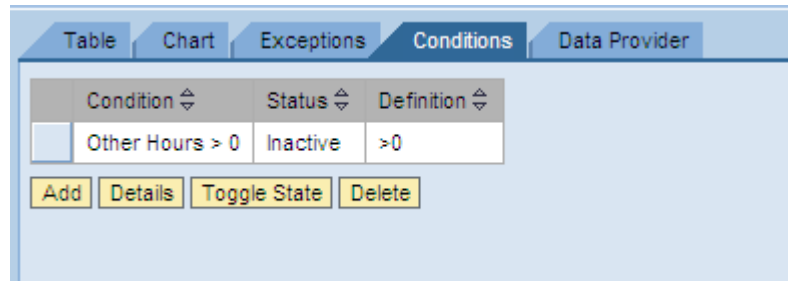 Table Chart Exceptions Conditions Data Provider
Condition Status Definition
Other Hours > 0 Inactive >0
Add Details Toggle State Delete